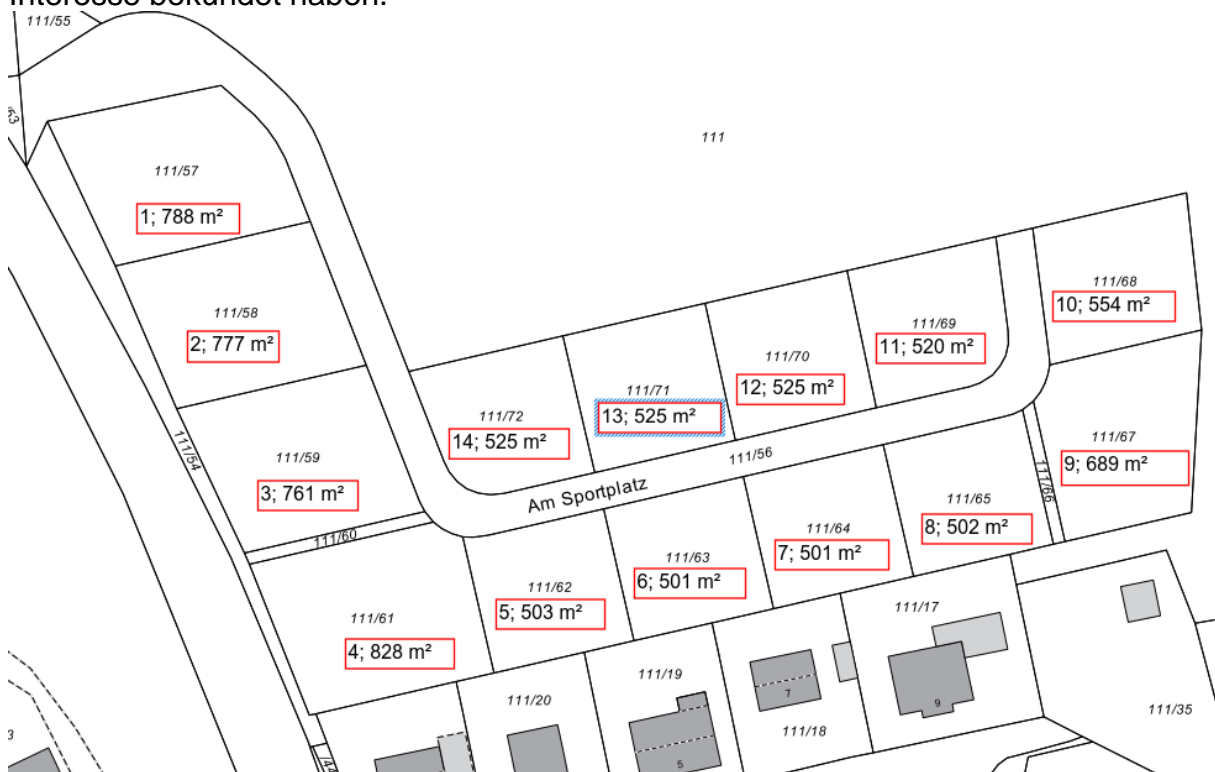 Interesse bekundet haben.
111/55
63
111
111/57
1; 788 m²
111/58
2; 777 m²
111/68
10; 554 m²
111/69
11; 520 m²
111/70
12; 525 m²
111/71
13; 525 m²
111/72
14; 525 m²
111/54
111/59
3; 761 m²
111/56
Am Sportplatz
111/67
9; 689 m²
111/66
111/65
8; 502 m²
111/60
111/64
7; 501 m²
111/63
6; 501 m²
111/62
5; 503 m²
111/61
4; 828 m²
111/17
9
111/19
5
7
111/18
111/20
111/35
3
/44